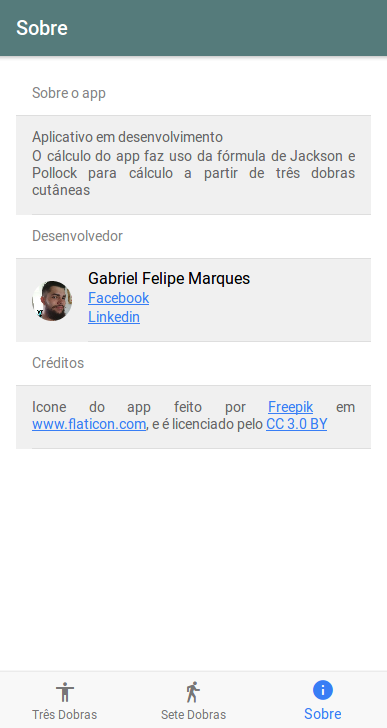 Sobre
Sobre o app
Aplicativo em desenvolvimento
O cálculo do app faz uso da fórmula de Jackson e
Pollock para cálculo a partir de três dobras
cutâneas
Desenvolvedor
Gabriel Felipe Marques
Facebook
Linkedin
Créditos
Icone do app feito por Freepik em
www.flaticon.com, e é licenciado pelo CC 3.0 BY
Três Dobras
Sete Dobras
Sobre